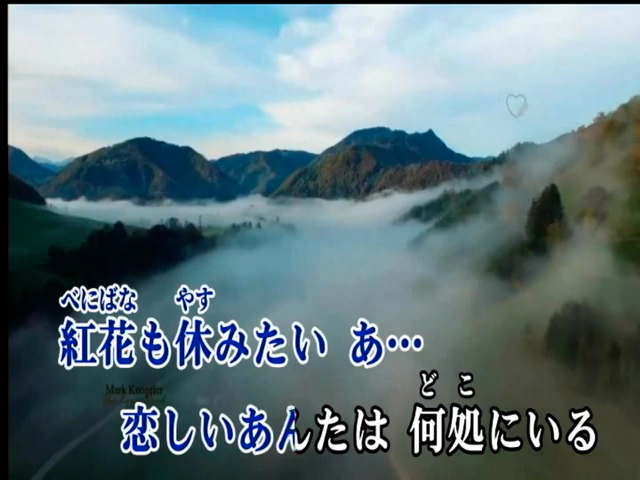 べにばな やす
紅花も休みたい あ…
Mark
どこ
恋しいあんたは 何処にいる